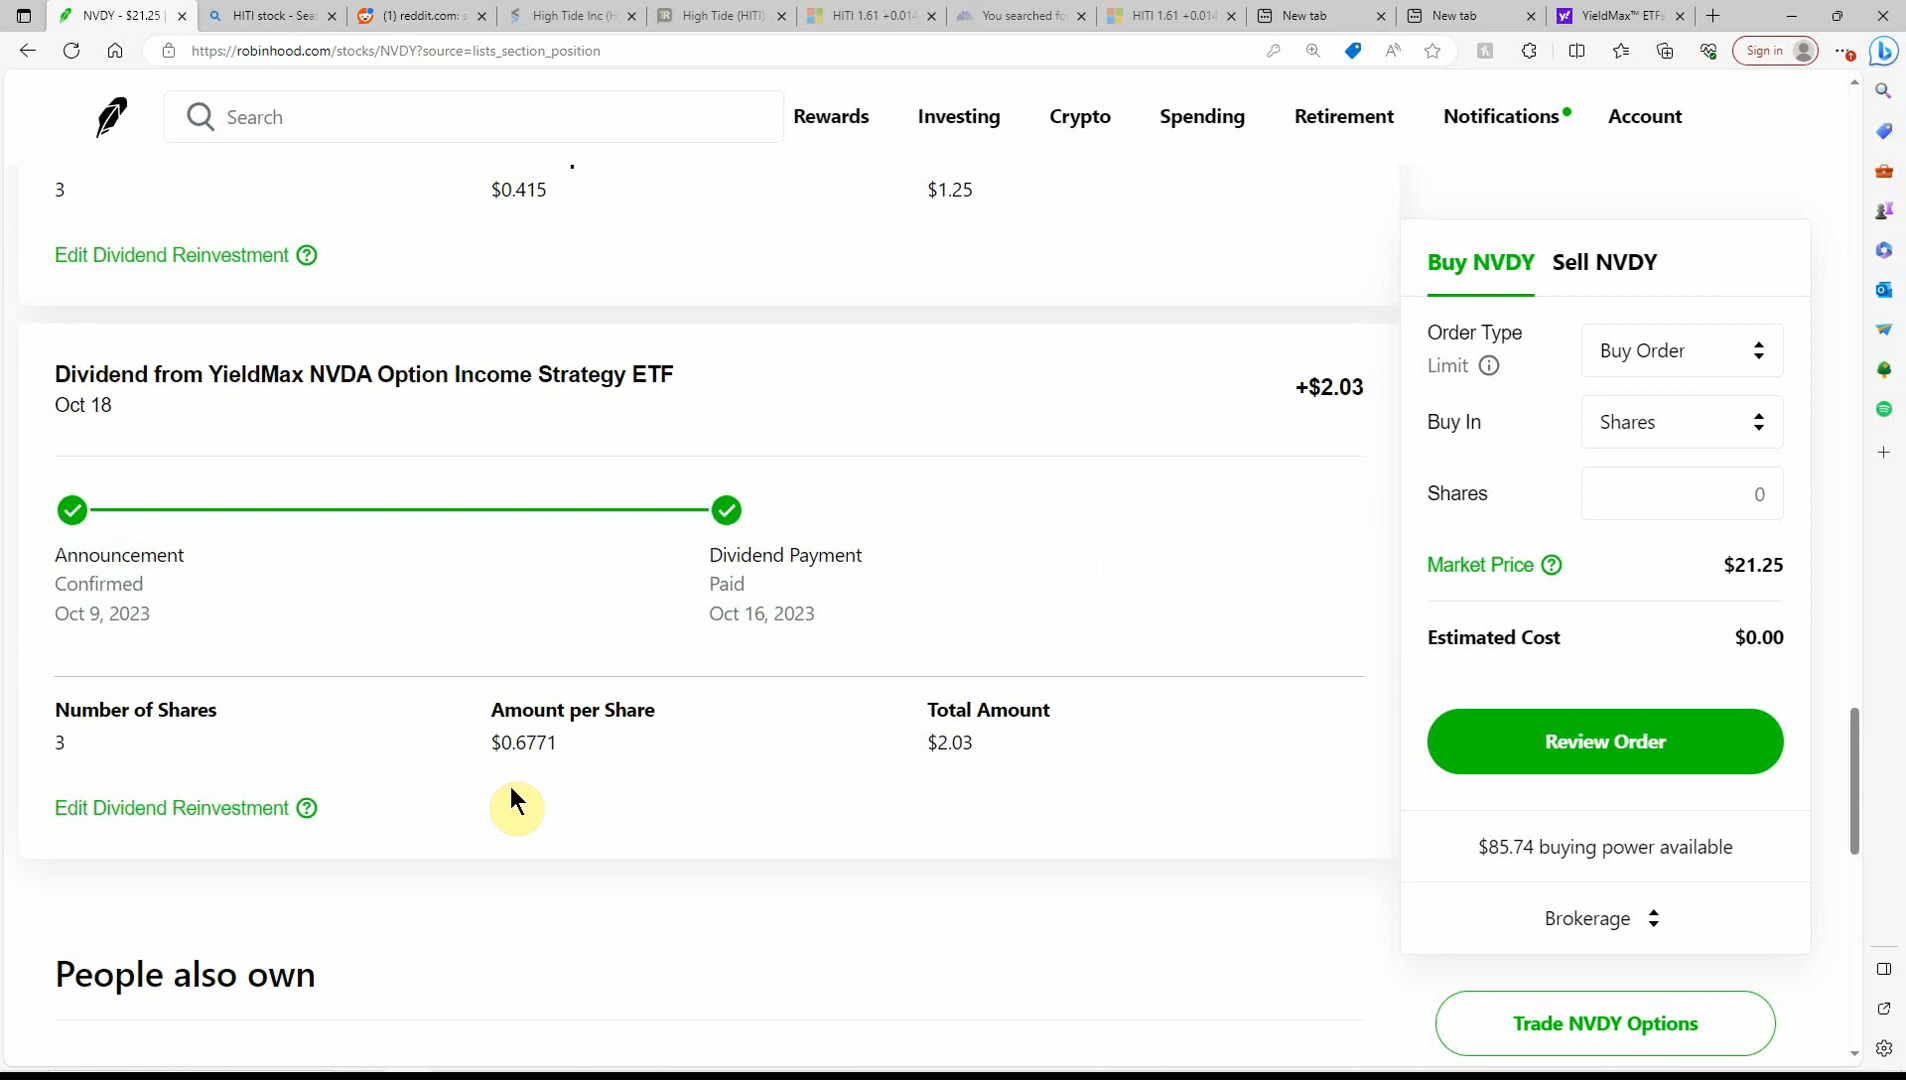 NVDY - $21.25 |
HITI stock - Sea
(1) reddit.com: s
High Tide Inc (H
High Tide (HITI)
HITI 1.61 +0.014
You searched fo
HITI 1.61 +0.014
New tab
New tab
YieldMax™ ETFs
https://robinhood.com/stocks/NVDY?source=lists_section_position
Sign in
Search
Rewards
Investing
Crypto
Spending
Retirement
Notifications
Account
3
$0.415
$1.25
Edit Dividend Reinvestment
Dividend from YieldMax NVDA Option Income Strategy ETF
Oct 18
+$2.03
Announcement
Confirmed
Oct 9, 2023
Dividend Payment
Paid
Oct 16, 2023
Number of Shares
3
Amount per Share
$0.6771
Total Amount
$2.03
Edit Dividend Reinvestment
People also own
Buy NVDY
Sell NVDY
Order Type
Limit
Buy Order
Buy In
Shares
Shares
0
Market Price
$21.25
Estimated Cost
$0.00
Review Order
$85.74 buying power available
Brokerage
Trade NVDY Options